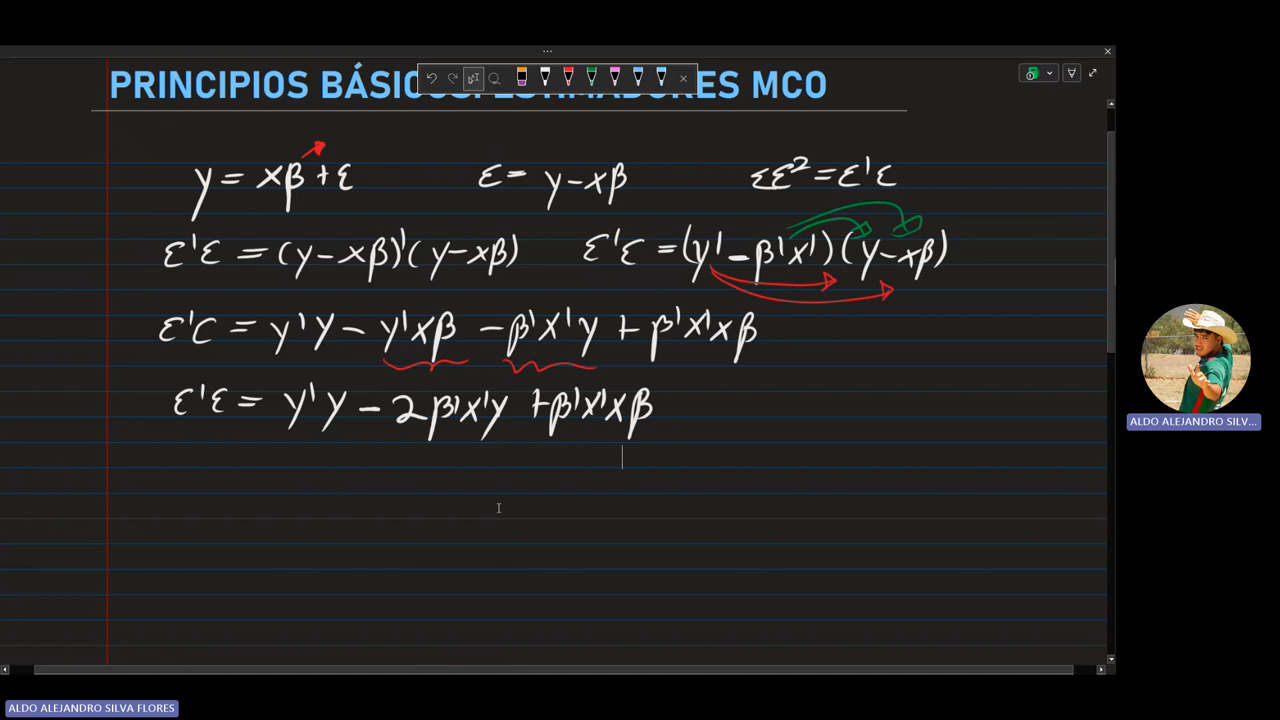 PRINCIPIOS BÁSICOS: ESTIMADORES MCO
y = xβ + ε    ε = y - xβ    Σε² = ε'ε
ε'ε = (y - xβ)'(y - xβ)    ε'ε = (y' - β'x')(y - xβ)
ε'ε = y'y - y'xβ - β'x'y + β'x'xβ
ε'ε = y'y - 2β'x'y + β'x'xβ
ALDO ALEJANDRO SILV...
ALDO ALEJANDRO SILVA FLORES